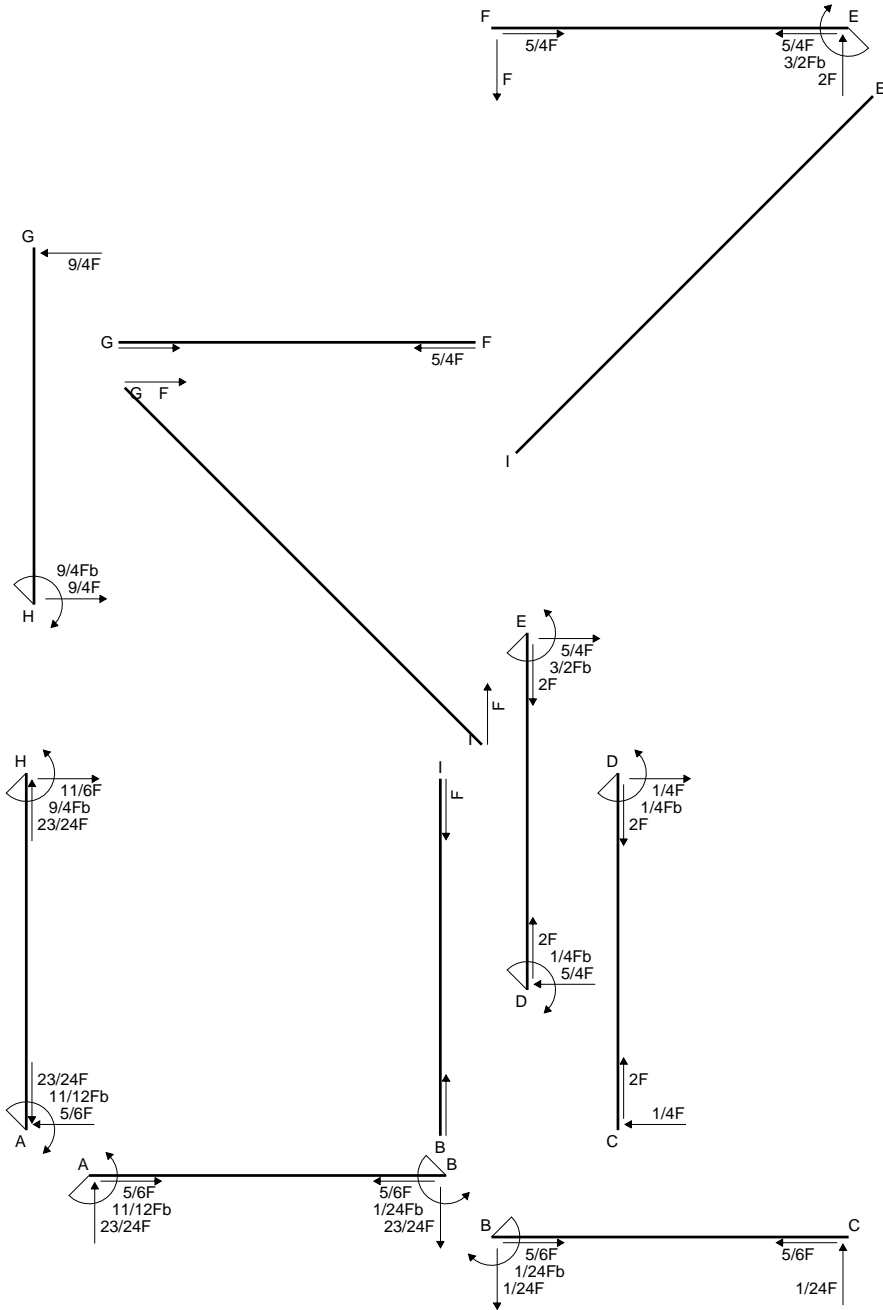 F
E
5/4F
5/4F
3/2Fb
F
2F
E
G
9/4F
G
F
5/4F
G
F
I
9/4Fb
9/4F
H
E
5/4F
3/2Fb
2F
F
I
H
I
D
11/6F
9/4Fb
23/24F
F
1/4F
1/4Fb
2F
2F
1/4Fb
5/4F
D
23/24F
11/12Fb
5/6F
2F
1/4F
A
B
C
A
B
5/6F
11/12Fb
23/24F
5/6F
1/24Fb
23/24F
B
C
5/6F
1/24Fb
1/24F
5/6F
1/24F